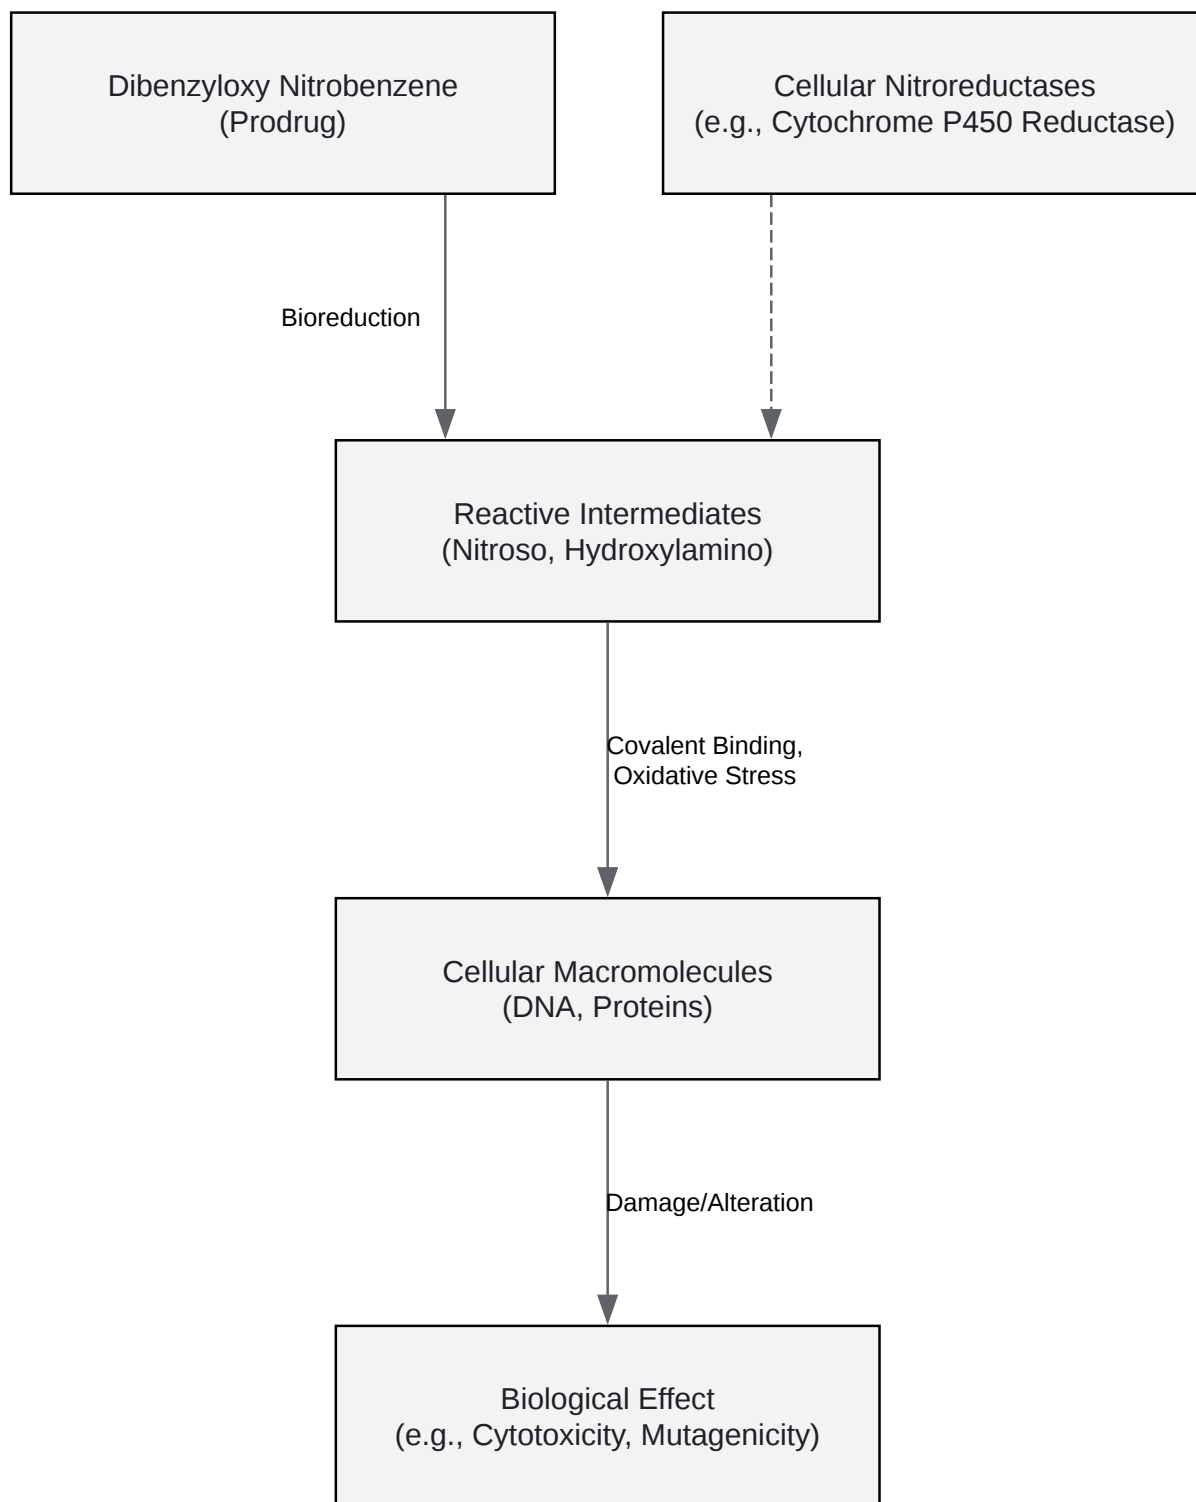 Dibenzyloxy Nitrobenzene
(Prodrug)
Cellular Nitroreductases
(e.g., Cytochrome P450 Reductase)
Bioreduction
Reactive Intermediates
(Nitroso, Hydroxylamino)
Covalent Binding,
Oxidative Stress
Cellular Macromolecules
(DNA, Proteins)
Damage/Alteration
Biological Effect
(e.g., Cytotoxicity, Mutagenicity)